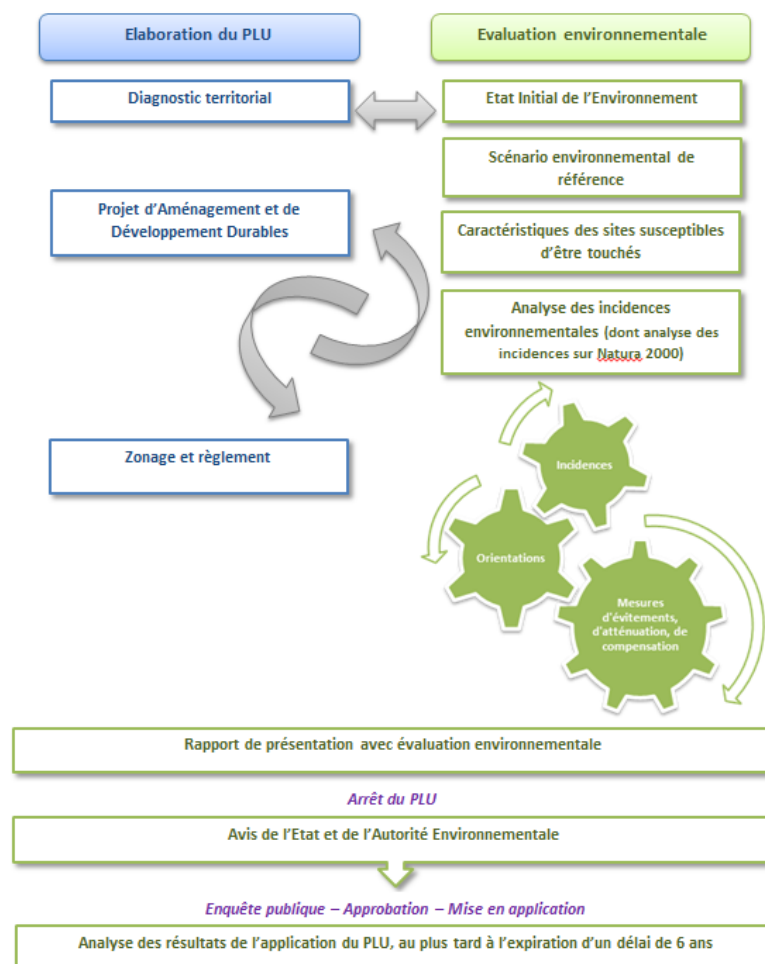 Elaboration du PLU
Evaluation environnementale
Diagnostic territorial
Etat Initial de l'Environnement
Scénario environnemental de
référence
Projet d'Aménagement et de
Développement Durables
Caractéristiques des sites susceptibles
d'être touchés
Analyse des incidences
environnementales (dont analyse des
incidences sur Natura 2000)
Zonage et règlement
Incidences
Orientations
Mesures
d'évitements,
d'atténuation, de
compensation
Rapport de présentation avec évaluation environnementale
Arrêt du PLU
Avis de l'Etat et de l'Autorité Environnementale
Enquête publique – Approbation – Mise en application
Analyse des résultats de l'application du PLU, au plus tard à l'expiration d'un délai de 6 ans